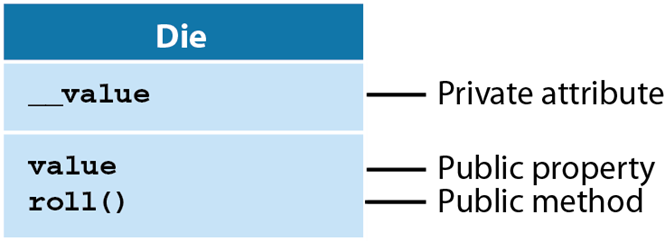 Die
__value Private attribute
value Public property
roll() Public method